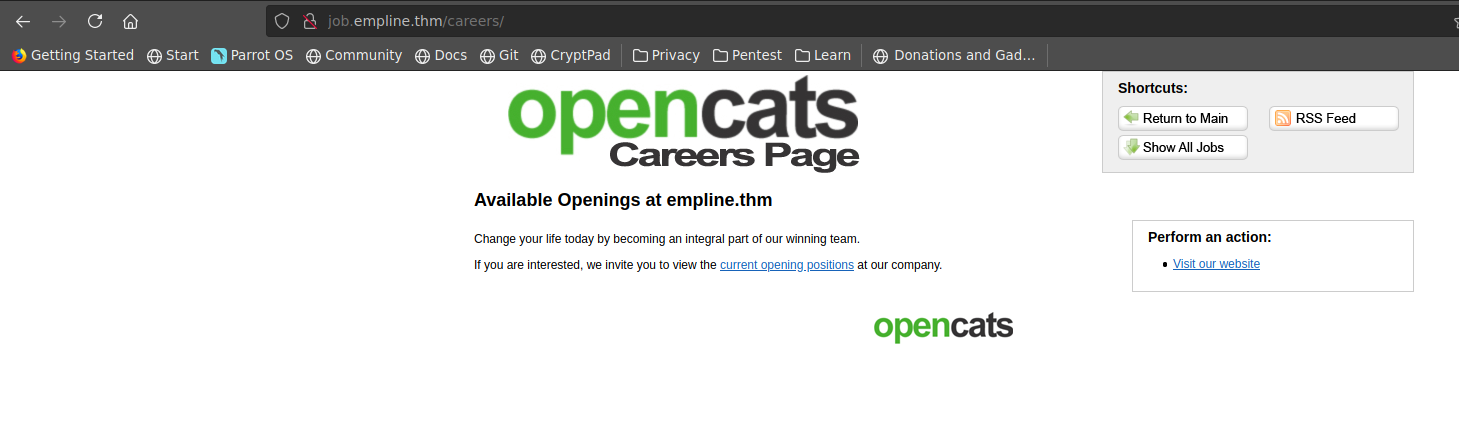 job.empline.thm/careers/
Getting Started Start Parrot OS Community Docs Git CryptPad Privacy Pentest Learn Donations and Gad…
opencats
Careers Page
Shortcuts:
Return to Main RSS Feed
Show All Jobs
Available Openings at empline.thm
Change your life today by becoming an integral part of our winning team.
If you are interested, we invite you to view the current opening positions at our company.
Perform an action:
Visit our website
opencats